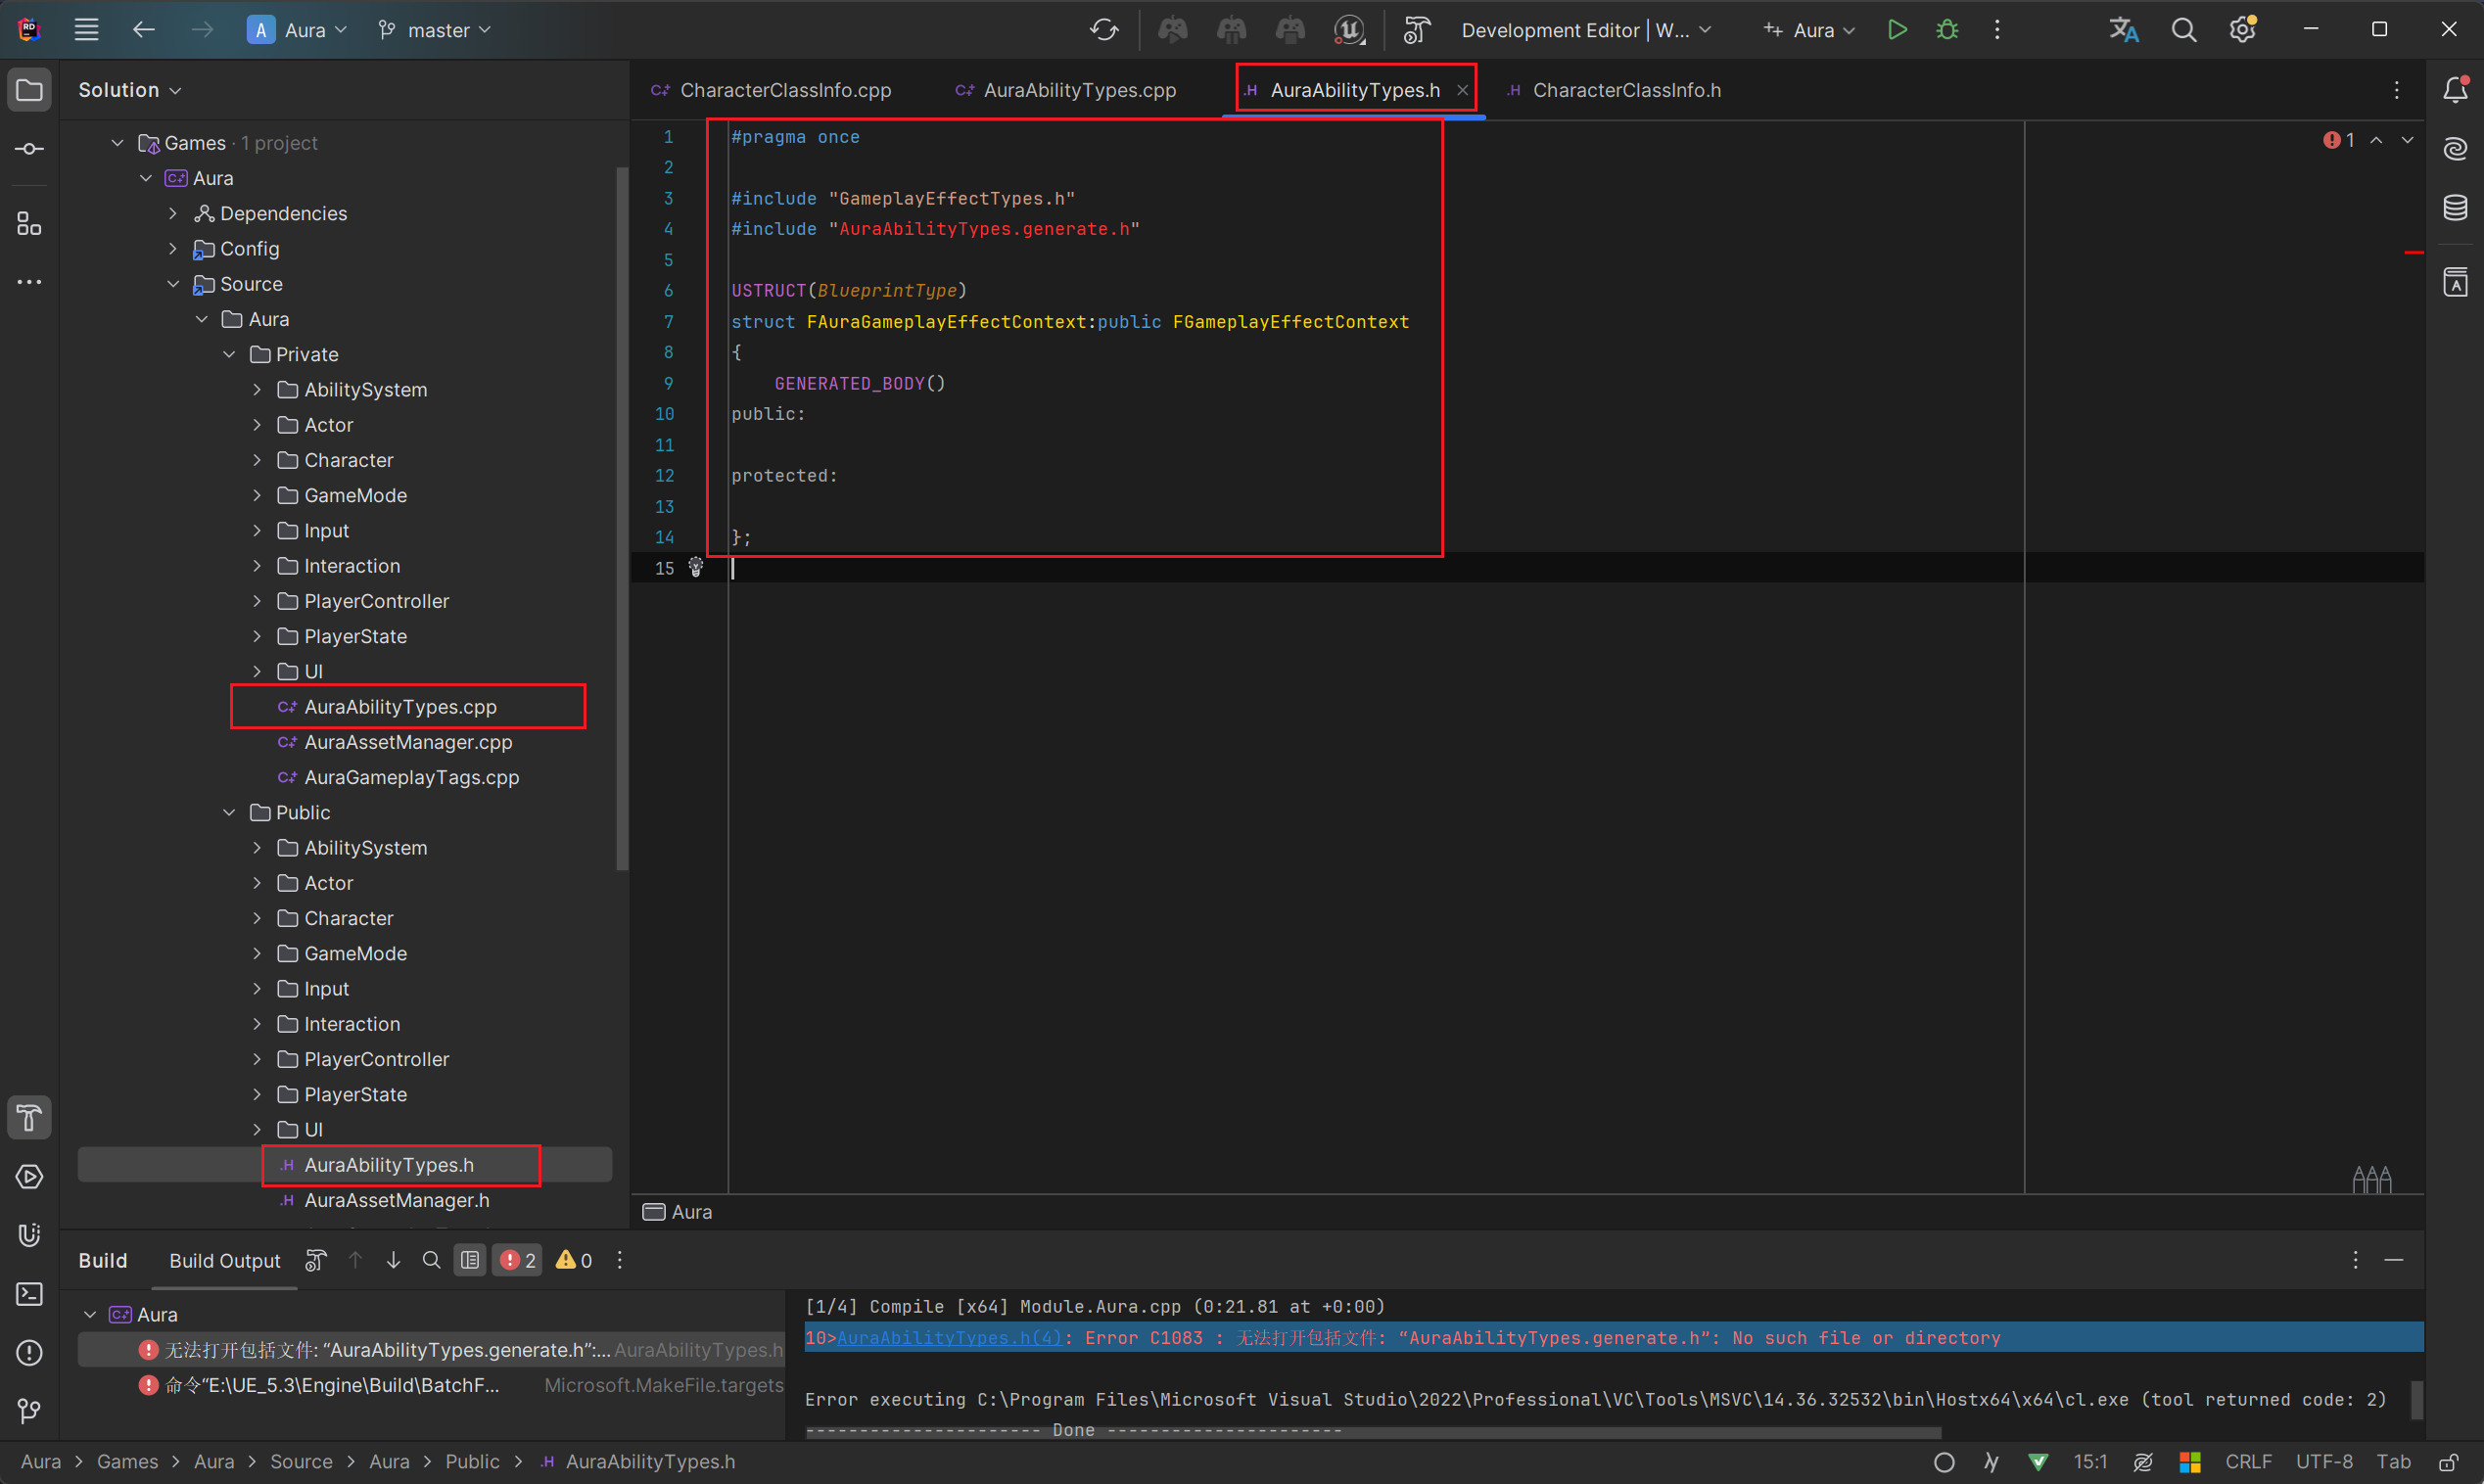 Aura
master
Development Editor | W...
Aura
Solution
CharacterClassInfo.cpp
AuraAbilityTypes.cpp
AuraAbilityTypes.h
CharacterClassInfo.h
Games · 1 project
Aura
Dependencies
Config
Source
Aura
Private
AbilitySystem
Actor
Character
GameMode
Input
Interaction
PlayerController
PlayerState
UI
AuraAbilityTypes.cpp
AuraAssetManager.cpp
AuraGameplayTags.cpp
Public
AbilitySystem
Actor
Character
GameMode
Input
Interaction
PlayerController
PlayerState
UI
AuraAbilityTypes.h
AuraAssetManager.h
1 #pragma once
2
3 #include "GameplayEffectTypes.h"
4 #include "AuraAbilityTypes.generate.h"
5
6 USTRUCT(BlueprintType)
7 struct FAuraGameplayEffectContext:public FGameplayEffectContext
8 {
9 GENERATED_BODY()
10 public:
11
12 protected:
13
14 };
15
1
Aura
Build
Build Output
2
0
Aura
无法打开包括文件: “AuraAbilityTypes.generate.h”:... AuraAbilityTypes.h
命令“E:\UE_5.3\Engine\Build\BatchF... Microsoft.MakeFile.targets
[1/4] Compile [x64] Module.Aura.cpp (0:21.81 at +0:00)
10>AuraAbilityTypes.h(4): Error C1083 : 无法打开包括文件: “AuraAbilityTypes.generate.h”: No such file or directory
Error executing C:\Program Files\Microsoft Visual Studio\2022\Professional\VC\Tools\MSVC\14.36.32532\bin\Hostx64\x64\cl.exe (tool returned code: 2)
---------------------- Done ----------------------
Aura > Games > Aura > Source > Aura > Public > AuraAbilityTypes.h
15:1
CRLF
UTF-8
Tab